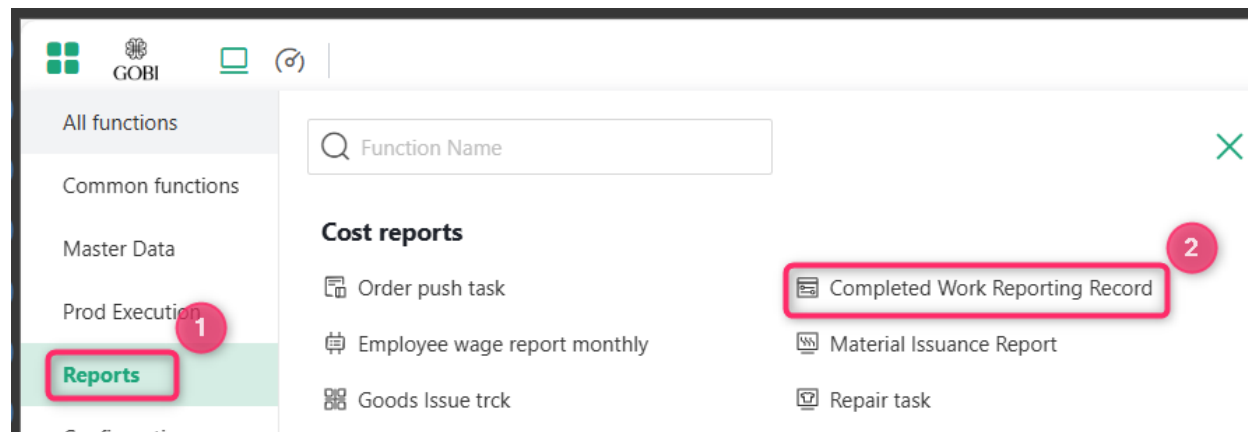 GOBI
All functions
Common functions
Master Data
Prod Execution
1
Reports
Function Name
Cost reports
2
Order push task
Completed Work Reporting Record
Employee wage report monthly
Material Issuance Report
Goods Issue trck
Repair task